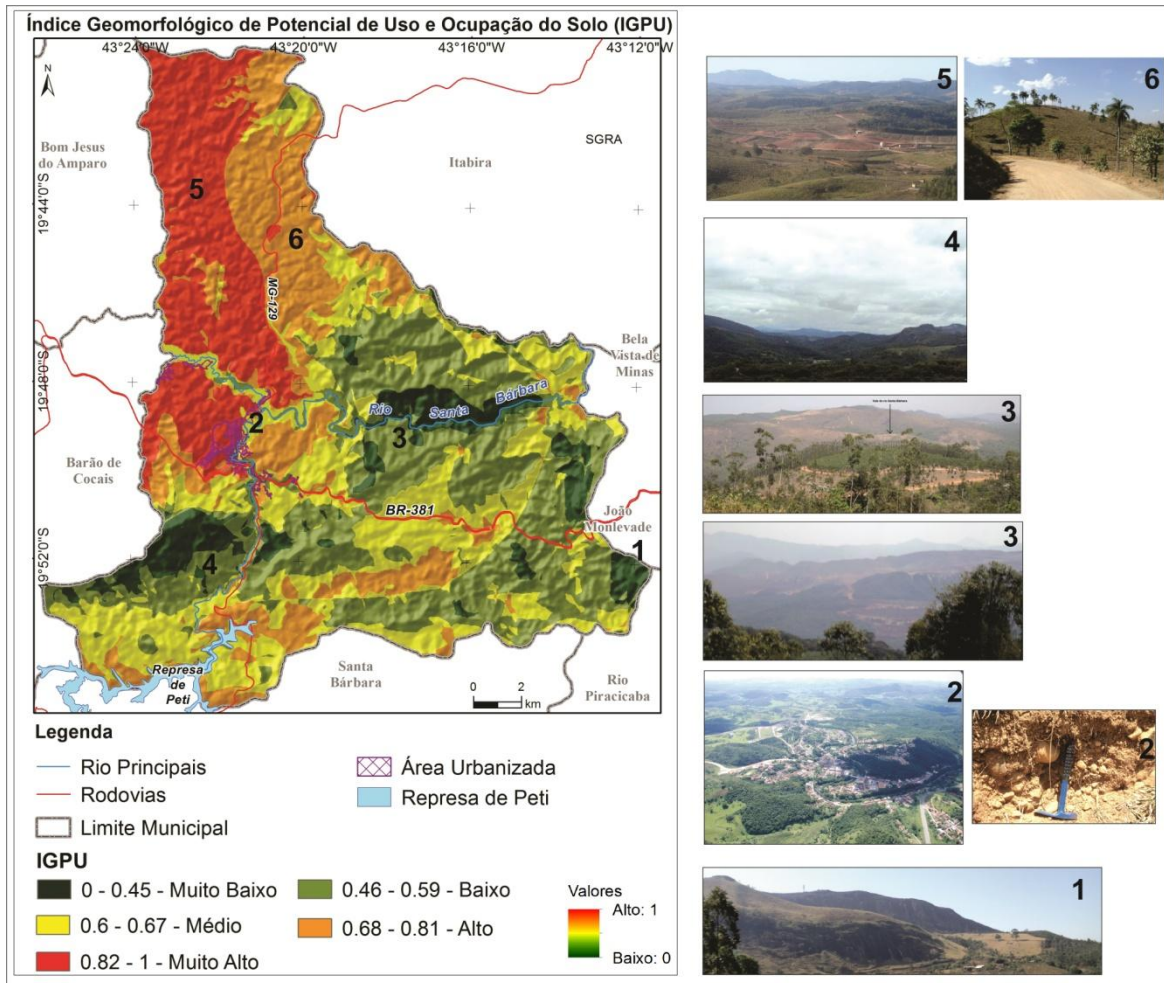 Índice Geomorfológico de Potencial de Uso e Ocupação do Solo (IGPU)
43°24'0"W 43°20'0"W 43°16'0"W 43°12'0"W
N
19°44'0"S
19°48'0"S
19°52'0"S
Bom Jesus
do Amparo
Itabira
SGRA
5
6
MG-129
Bela
Vista de
Minas
Rio Santa Bárbara
2
3
Barão de
Cocais
BR-381
João
Monlevade
1
4
Represa
de
Peti
Santa
Bárbara
Rio
Piracicaba
0 2
km
Legenda
Rio Principais
Área Urbanizada
Rodovias
Represa de Peti
Limite Municipal
IGPU
0 - 0.45 - Muito Baixo
0.46 - 0.59 - Baixo
0.6 - 0.67 - Médio
0.68 - 0.81 - Alto
0.82 - 1 - Muito Alto
Valores
Alto: 1
Baixo: 0
5
6
4
3
3
2
2
1